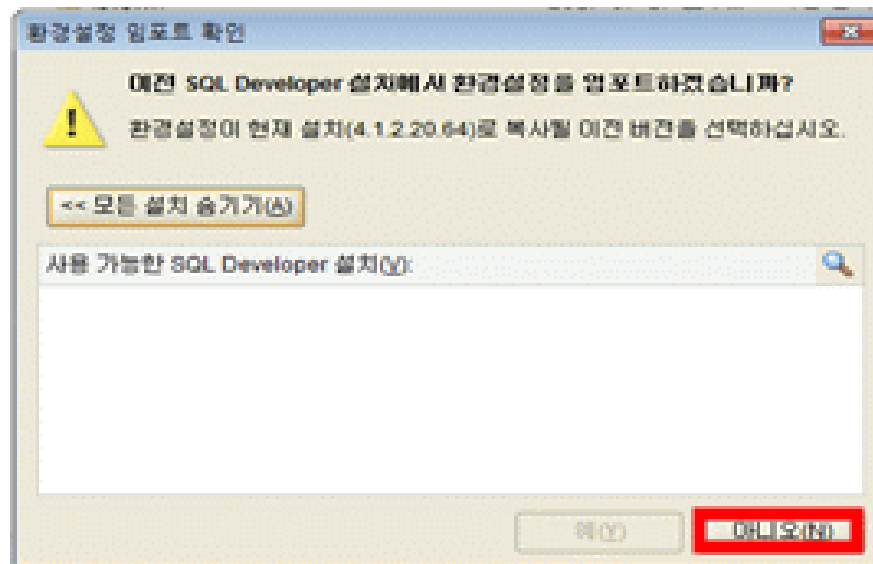 환경설정 임포트 확인
이전 SQL Developer 설치에서 환경설정을 임포트하겠습니까?
환경설정이 현재 설치(4.1.2.20.64)로 복사될 이전 버전을 선택하십시오.
<< 모든 설치 숨기기(A)
사용 가능한 SQL Developer 설치(V):
예(Y)
아니오(N)